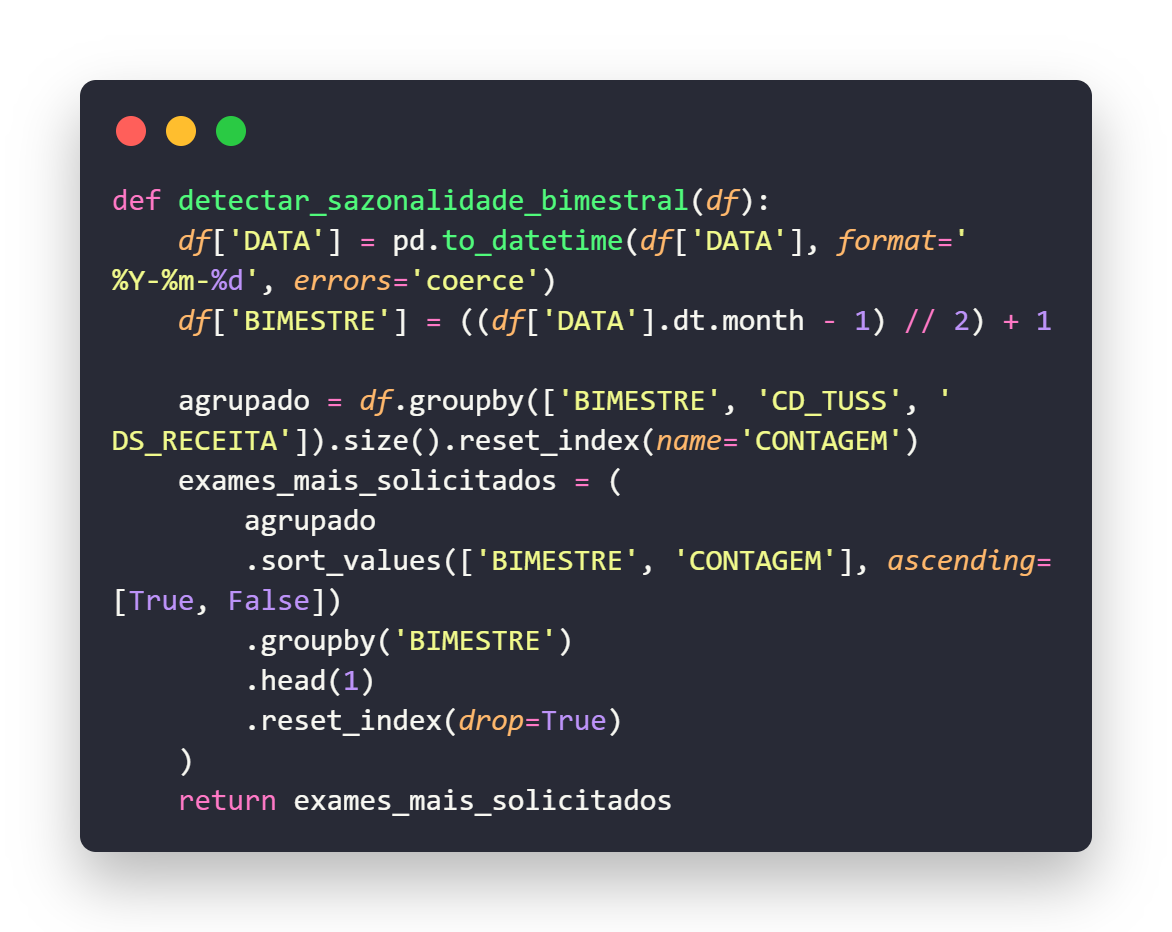 def detectar_sazonalidade_bimestral(df):
    df['DATA'] = pd.to_datetime(df['DATA'], format='
%Y-%m-%d', errors='coerce')
    df['BIMESTRE'] = ((df['DATA'].dt.month - 1) // 2) + 1

    agrupado = df.groupby(['BIMESTRE', 'CD_TUSS', '
DS_RECEITA']).size().reset_index(name='CONTAGEM')
    exames_mais_solicitados = (
        agrupado
        .sort_values(['BIMESTRE', 'CONTAGEM'], ascending=
[True, False])
        .groupby('BIMESTRE')
        .head(1)
        .reset_index(drop=True)
    )
    return exames_mais_solicitados